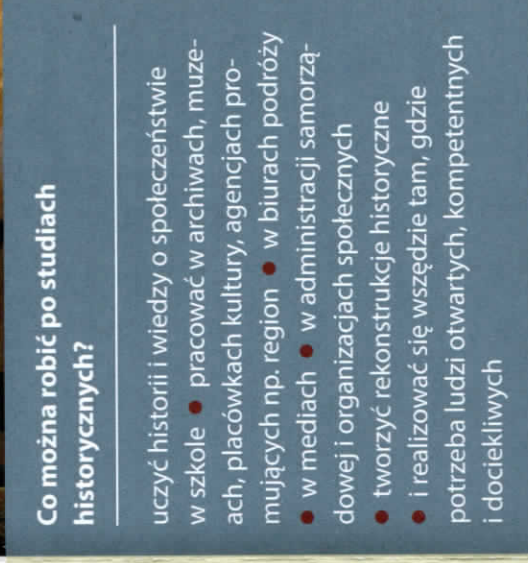 Co można robić po studiach
historycznych?
uczyć historii i wiedzy o społeczeństwie
w szkole ● pracować w archiwach, muze-
ach, placówkach kultury, agencjach pro-
mujących np. region ● w biurach podróży
● w mediach ● w administracji samorzą-
dowej i organizacjach społecznych
● tworzyć rekonstrukcje historyczne
● i realizować się wszędzie tam, gdzie
potrzeba ludzi otwartych, kompetentnych
i dociekliwych